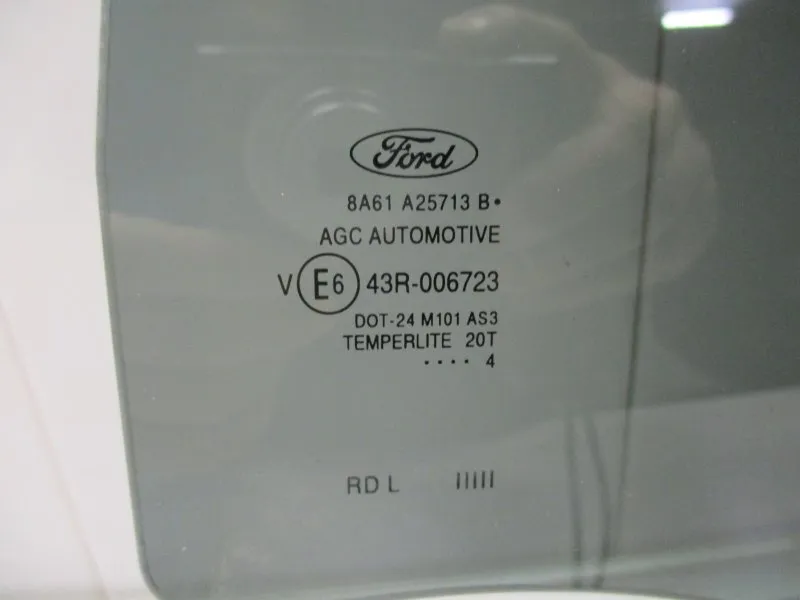 Ford
8A61 A25713 B•
AGC AUTOMOTIVE
V E6 43R-006723
DOT-24 M101 AS3
TEMPERLITE 20T
···· 4
RD L IIIII